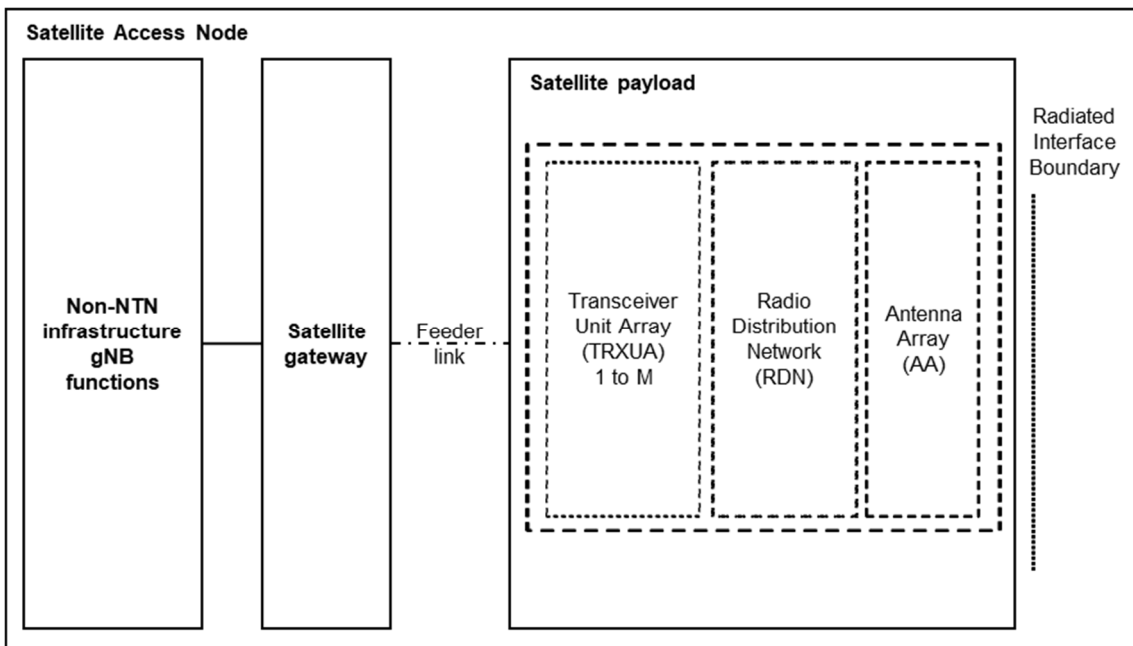 Satellite Access Node
Non-NTN
infrastructure
gNB
functions
Satellite
gateway
Feeder
link
Satellite payload
Transceiver
Unit Array
(TRXUA)
1 to M
Radio
Distribution
Network
(RDN)
Antenna
Array
(AA)
Radiated
Interface
Boundary